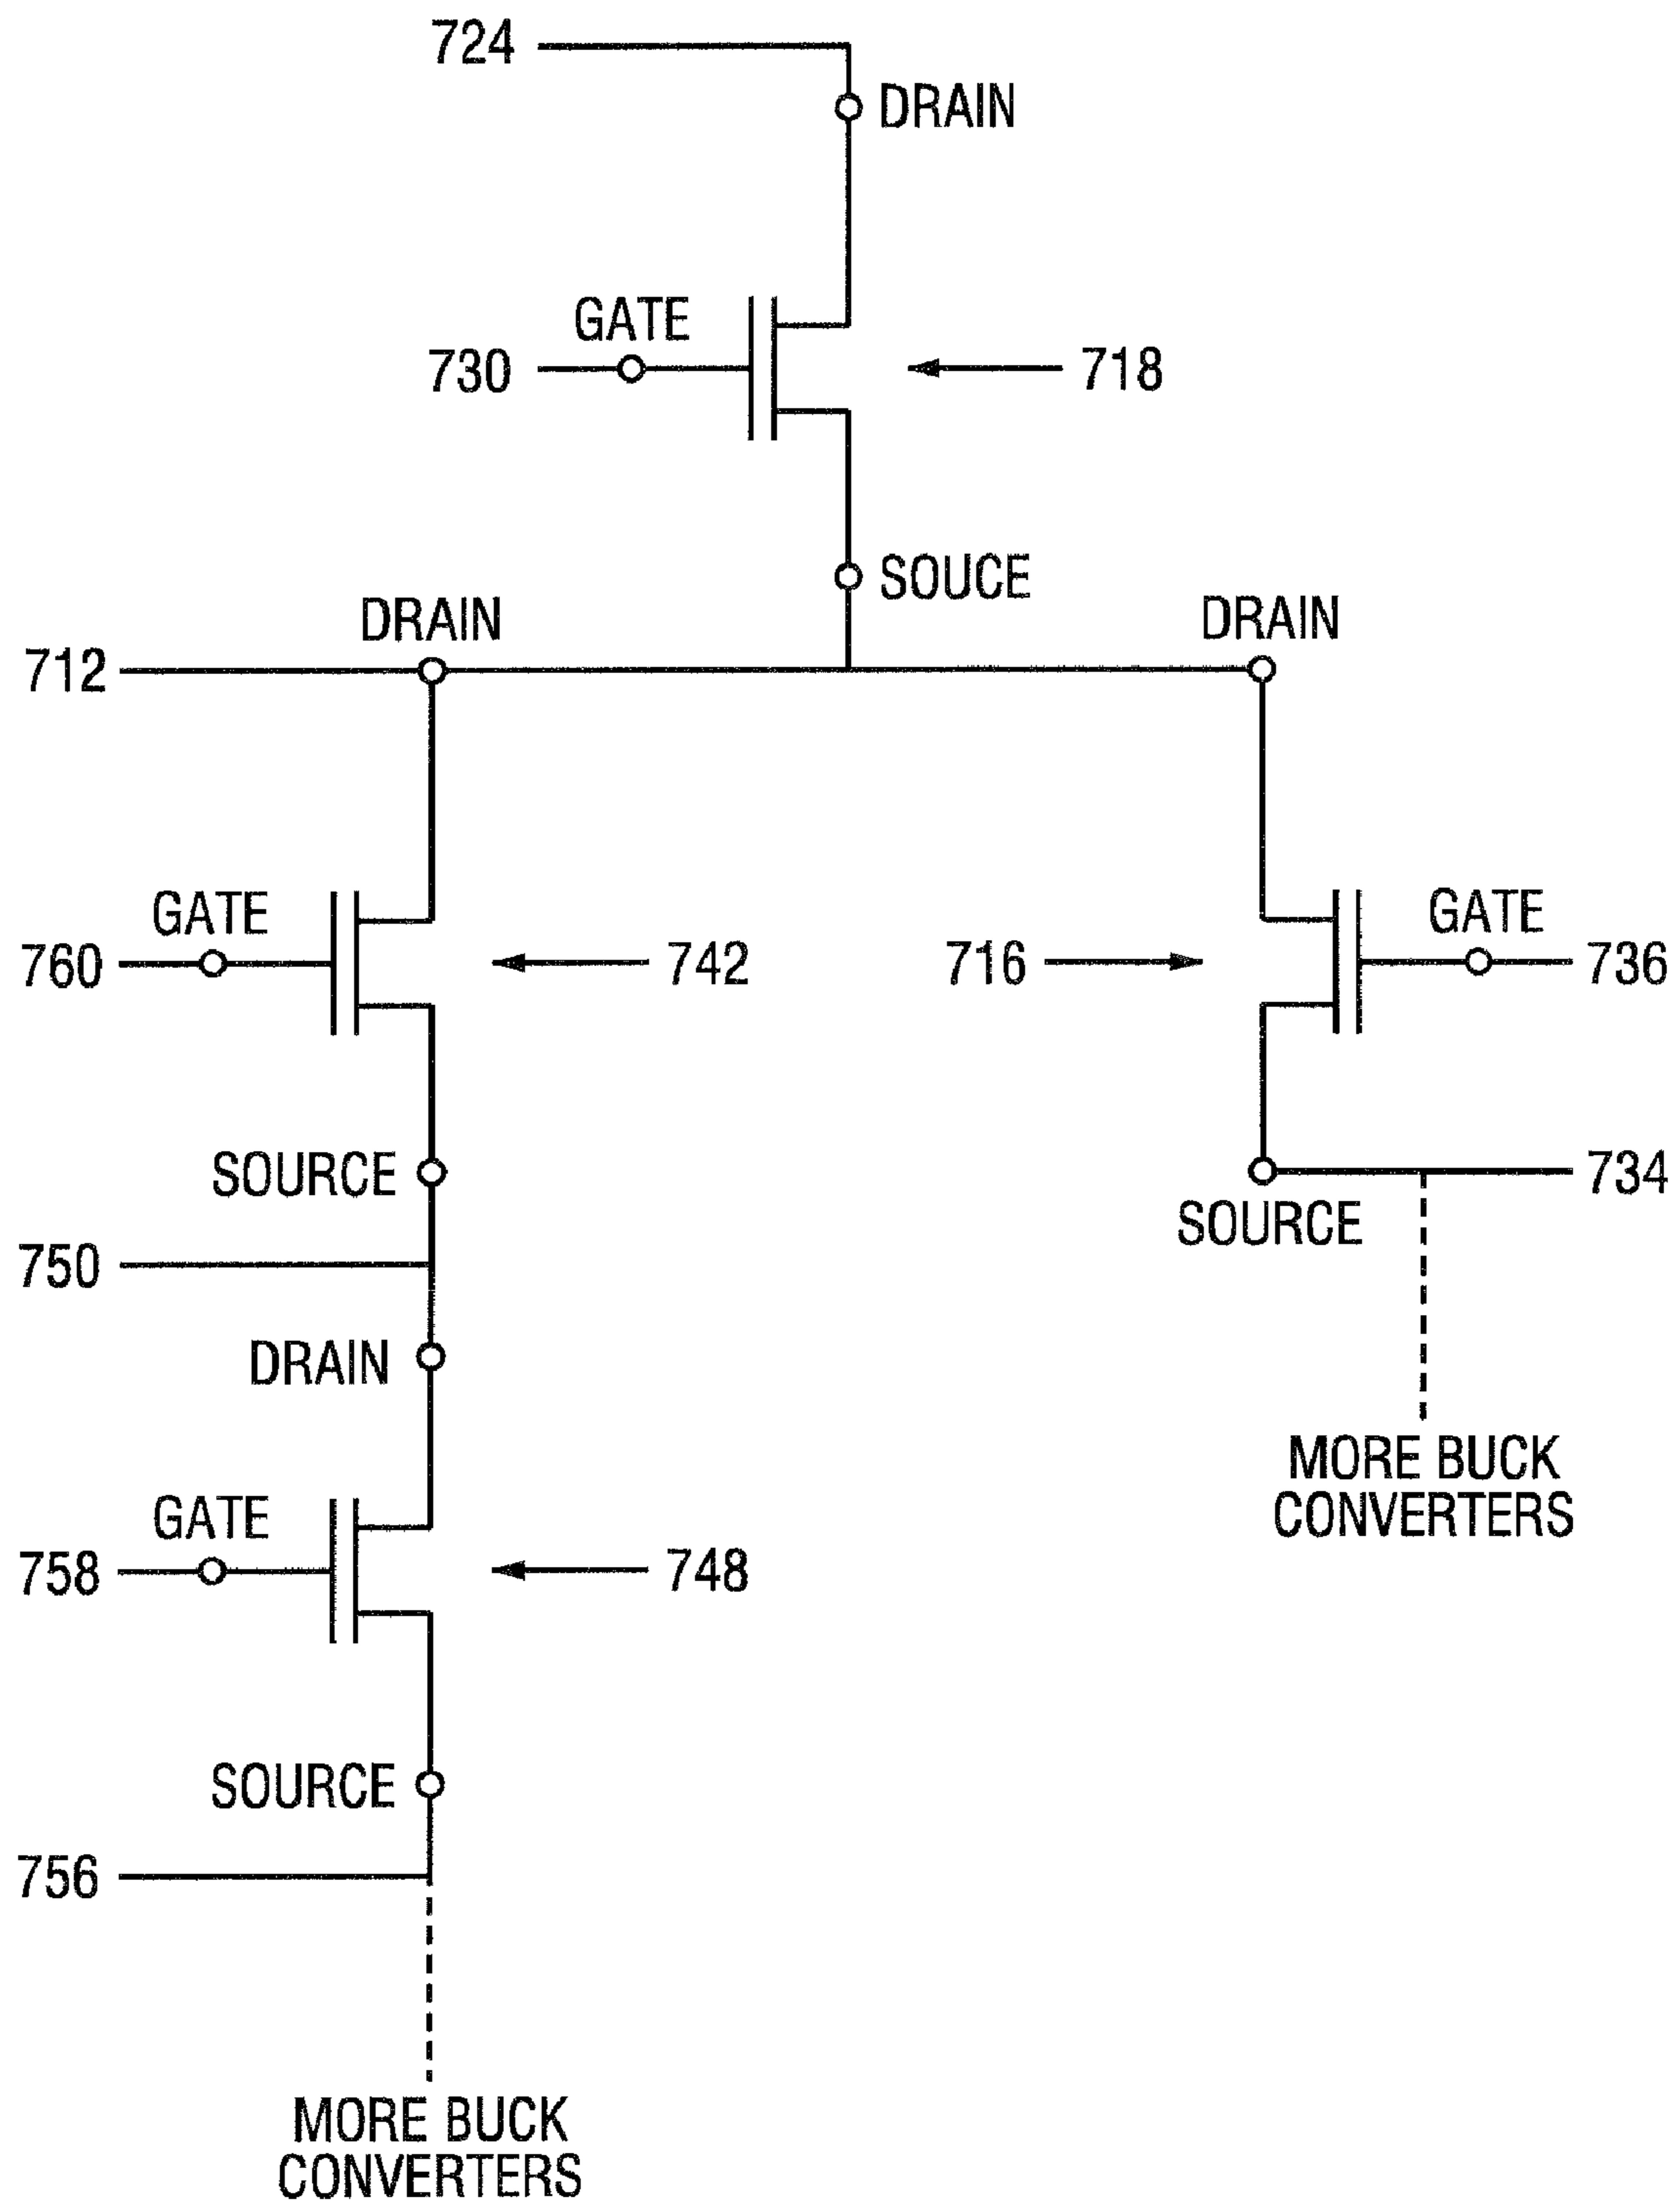 724
DRAIN
GATE
730
718
SOUCE
DRAIN
DRAIN
712
GATE
GATE
760
742
716
736
SOURCE
734
SOURCE
750
DRAIN
MORE BUCK
CONVERTERS
GATE
758
748
SOURCE
756
MORE BUCK
CONVERTERS